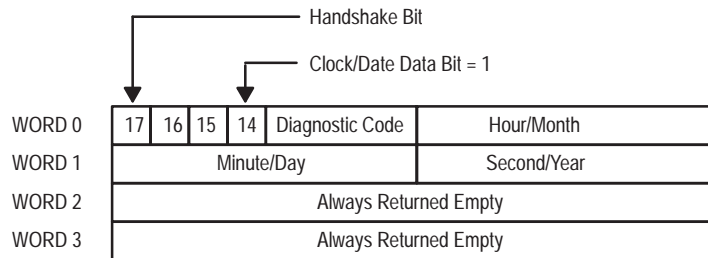 Handshake Bit
Clock/Date Data Bit = 1
WORD 0 17 16 15 14 Diagnostic Code Hour/Month
WORD 1 Minute/Day Second/Year
WORD 2 Always Returned Empty
WORD 3 Always Returned Empty